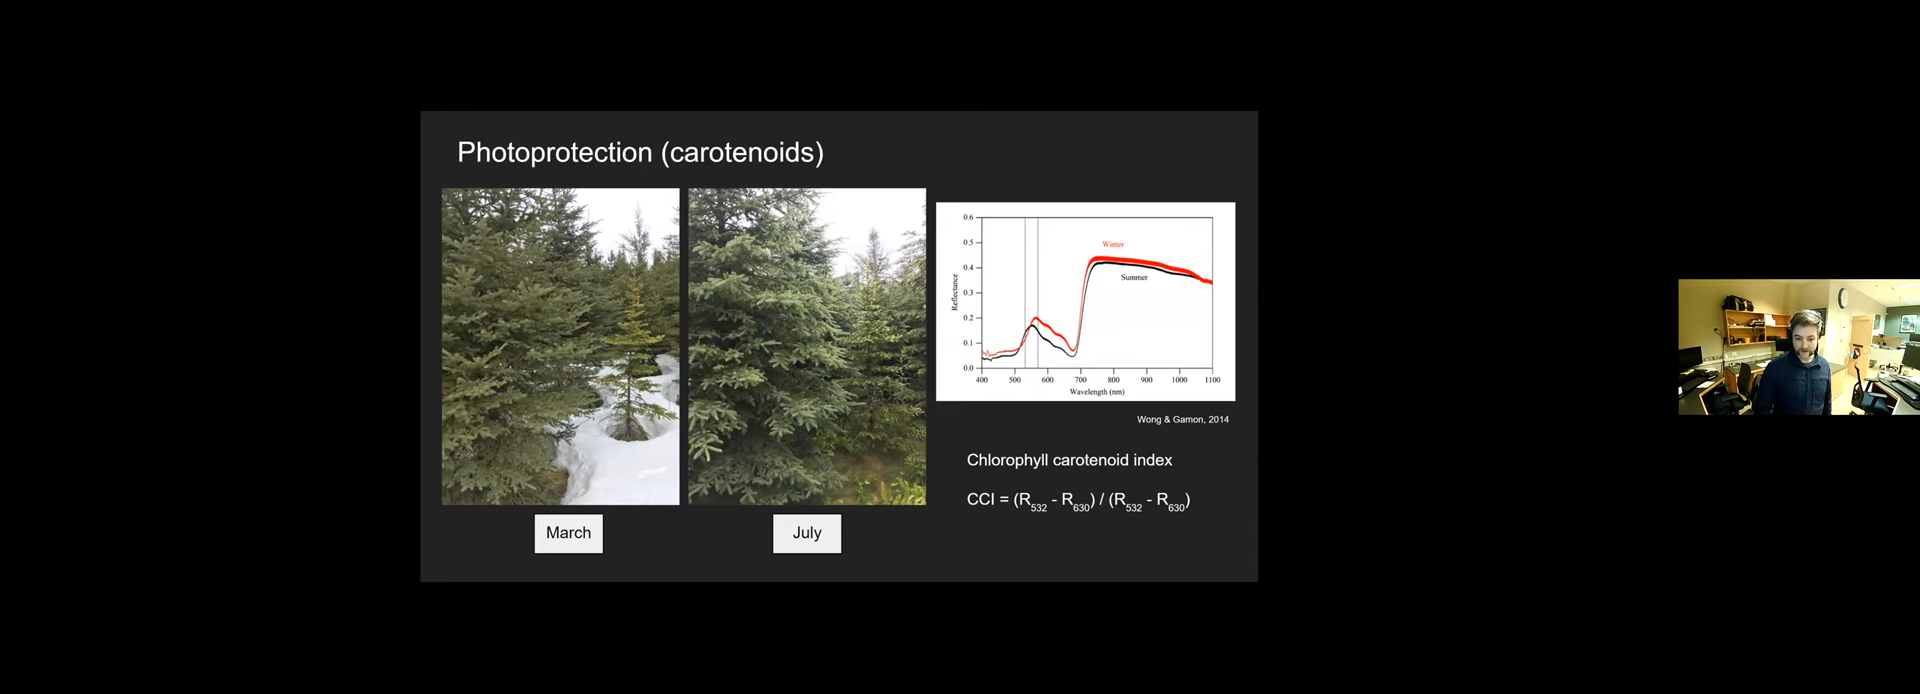 Photoprotection (carotenoids)
0.6
0.5
0.4
0.3
0.2
0.1
0.0
Reflectance
Winter
Summer
400 500 600 700 800 900 1000 1100
Wavelength (nm)
Wong & Gamon, 2014
Chlorophyll carotenoid index
CCI = (R532 - R630) / (R532 - R630)
March
July